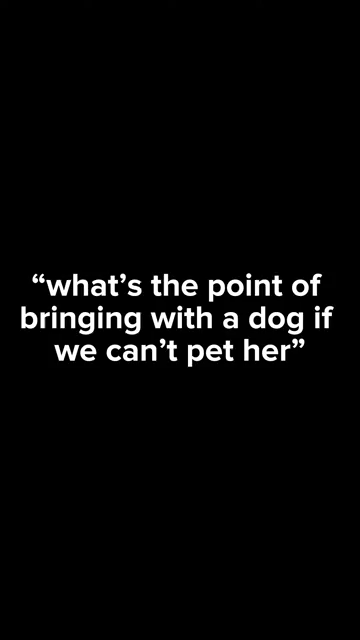 “what’s the point of
bringing with a dog if
we can’t pet her”